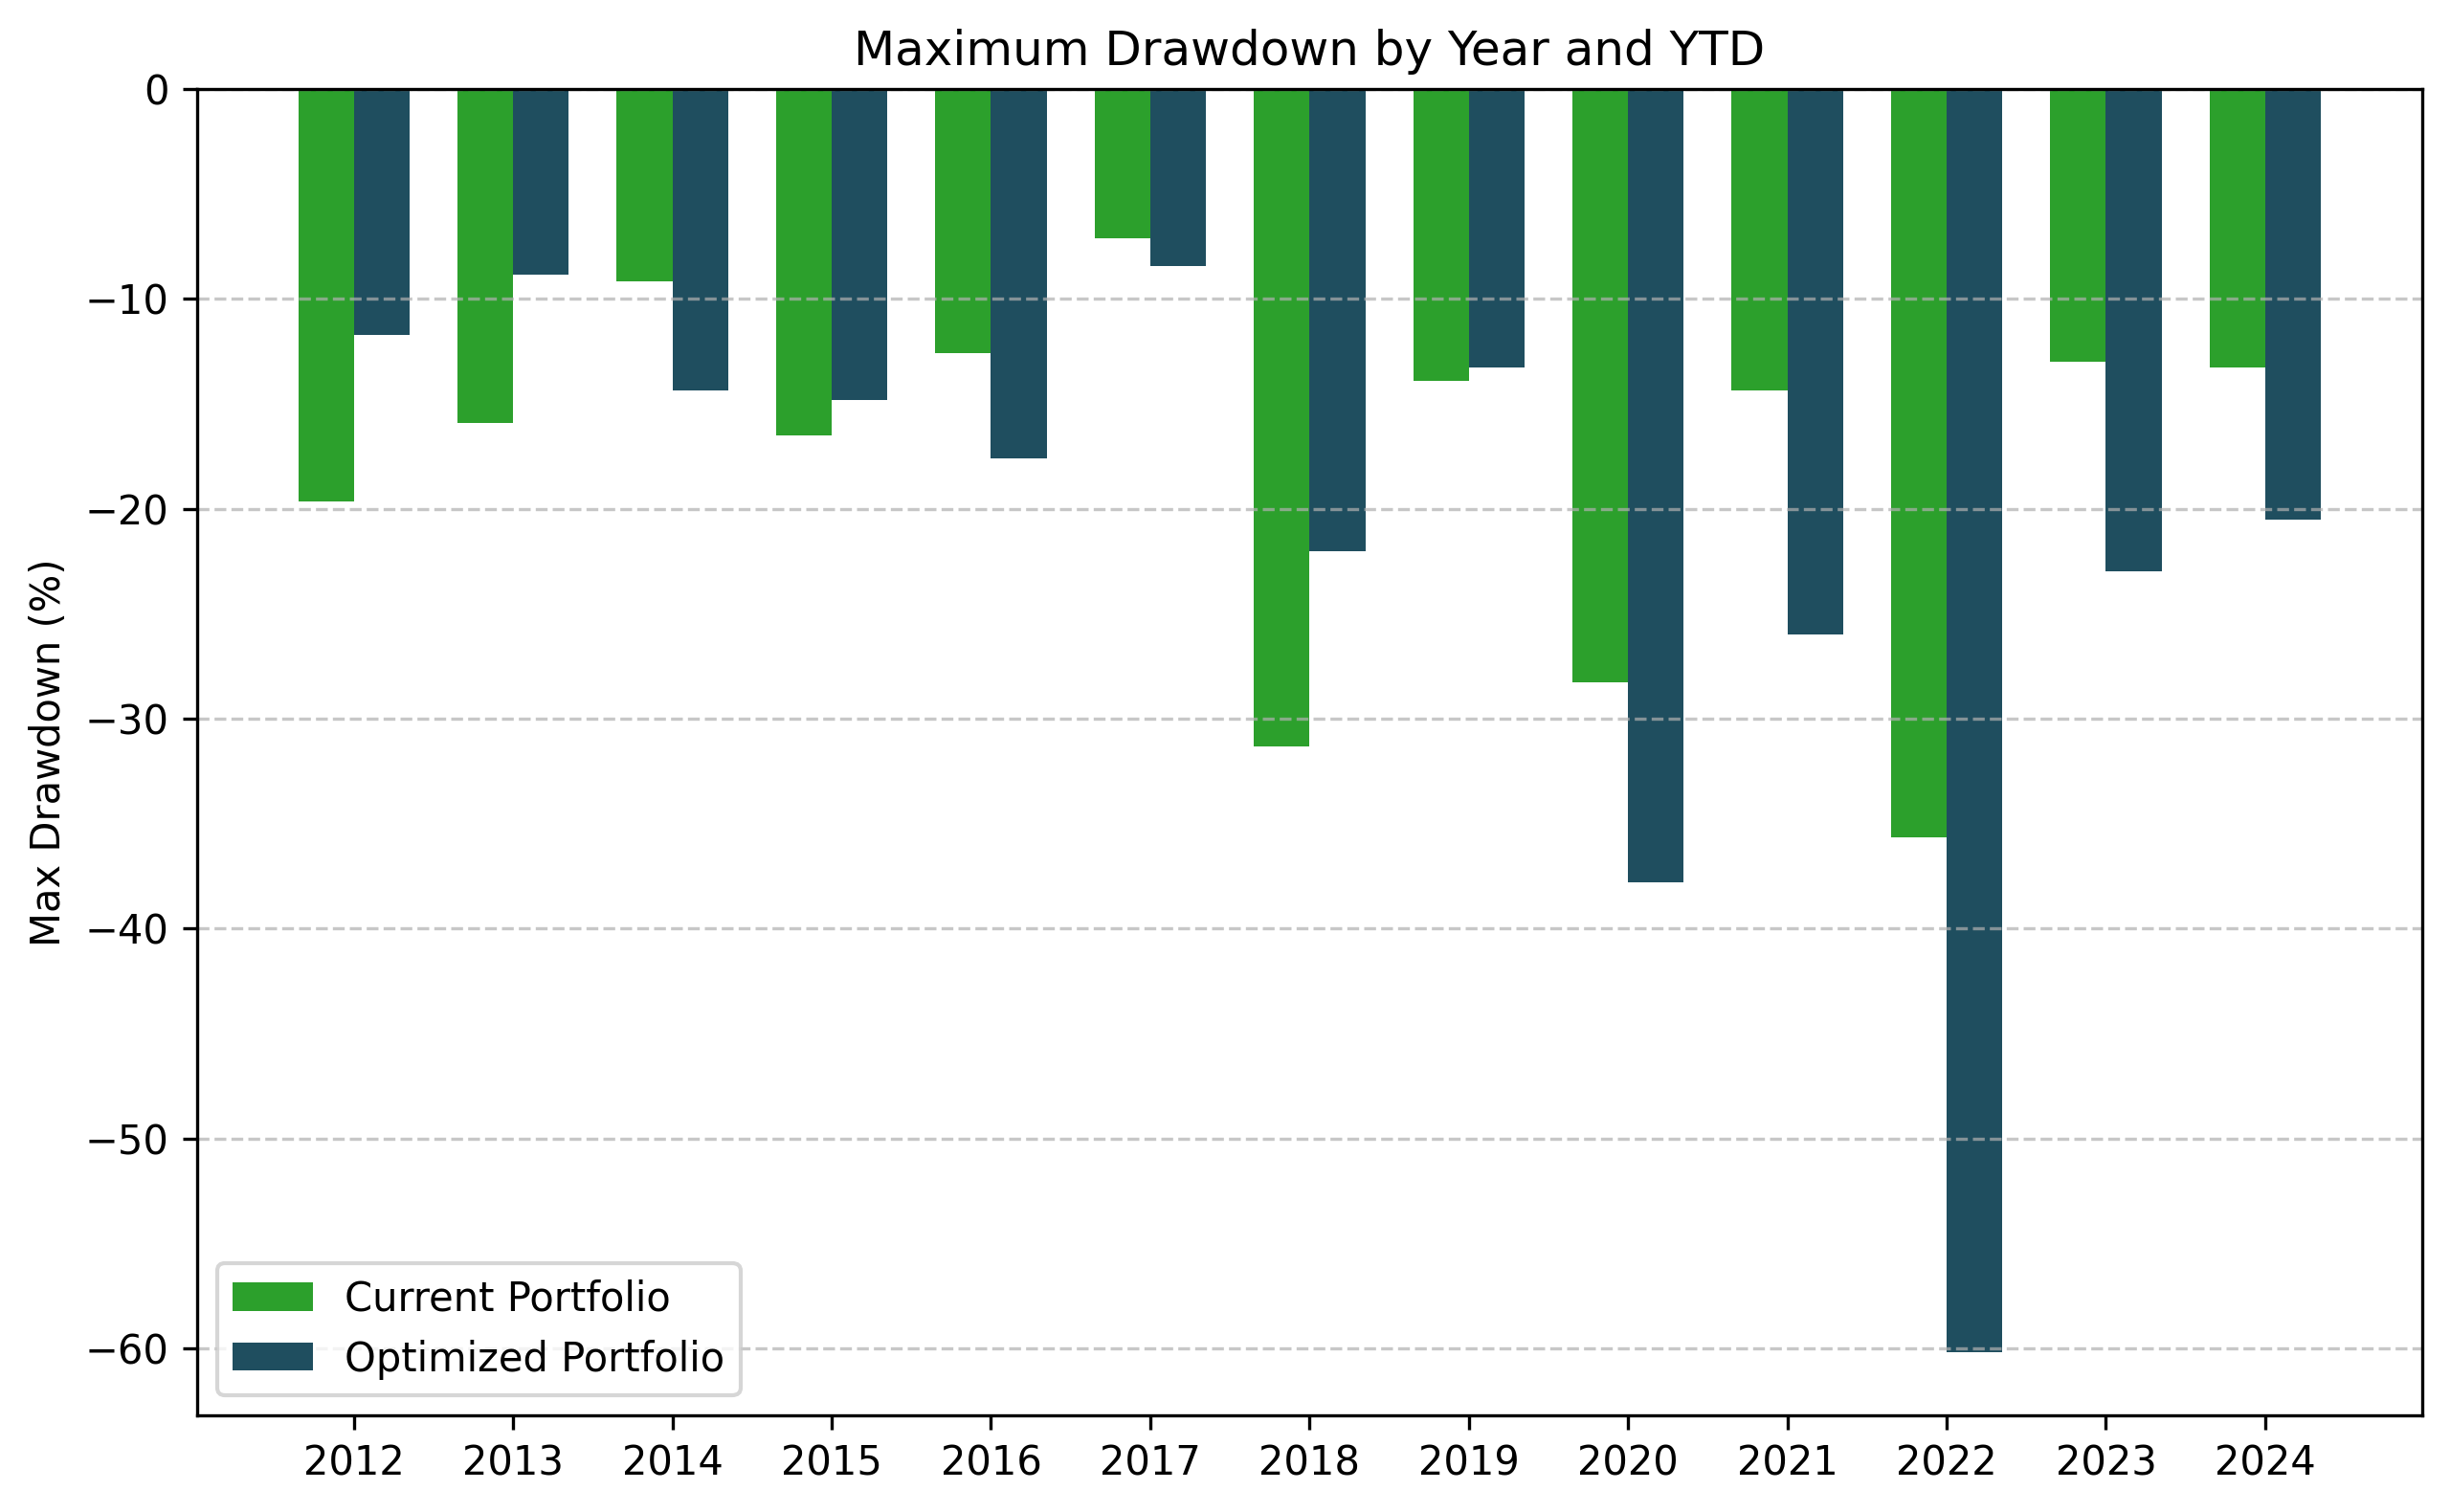 Maximum Drawdown by Year and YTD
Max Drawdown (%)
0
−10
−20
−30
−40
−50
−60
Current Portfolio
Optimized Portfolio
2012 2013 2014 2015 2016 2017 2018 2019 2020 2021 2022 2023 2024